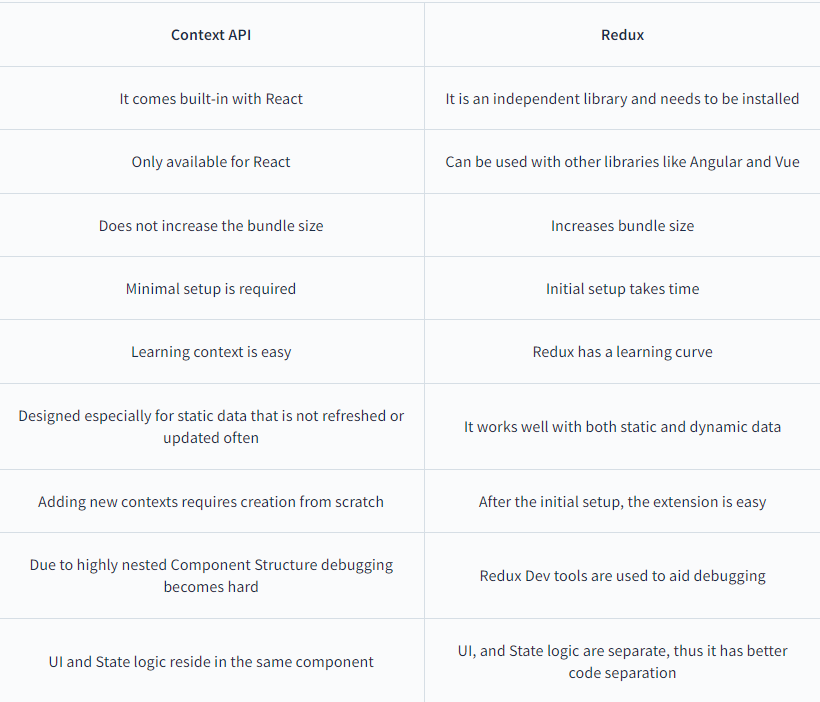 Context API
Redux
It comes built-in with React
It is an independent library and needs to be installed
Only available for React
Can be used with other libraries like Angular and Vue
Does not increase the bundle size
Increases bundle size
Minimal setup is required
Initial setup takes time
Learning context is easy
Redux has a learning curve
Designed especially for static data that is not refreshed or
updated often
It works well with both static and dynamic data
Adding new contexts requires creation from scratch
After the initial setup, the extension is easy
Due to highly nested Component Structure debugging
becomes hard
Redux Dev tools are used to aid debugging
UI and State logic reside in the same component
UI, and State logic are separate, thus it has better
code separation